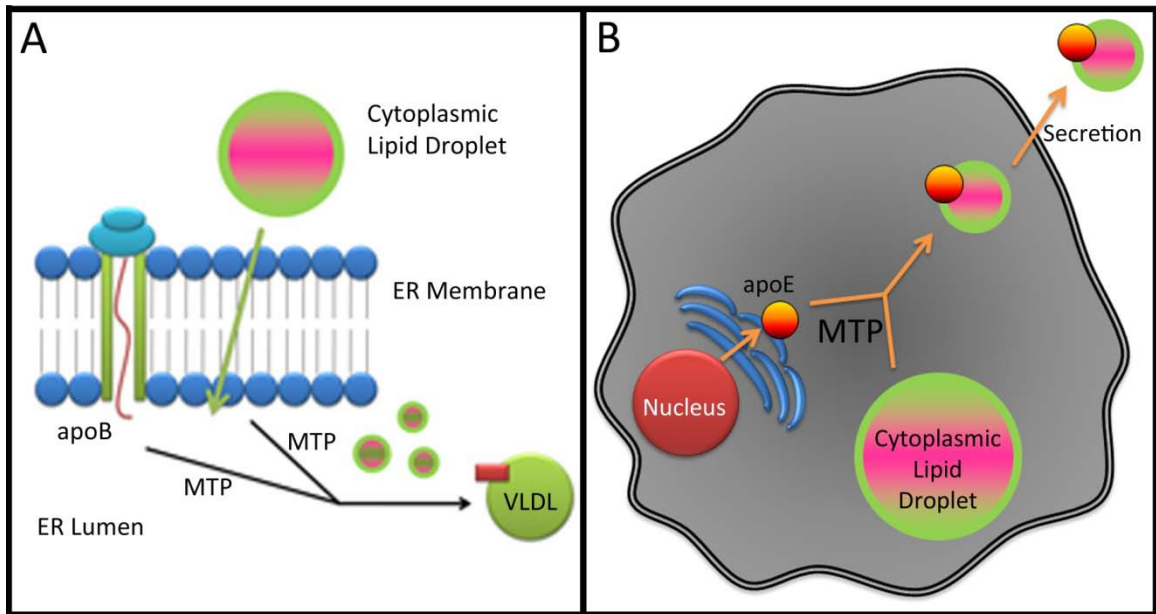 A
Cytoplasmic
Lipid Droplet
ER Membrane
apoB
MTP
MTP
VLDL
ER Lumen
B
Secretion
apoE
MTP
Nucleus
Cytoplasmic
Lipid
Droplet